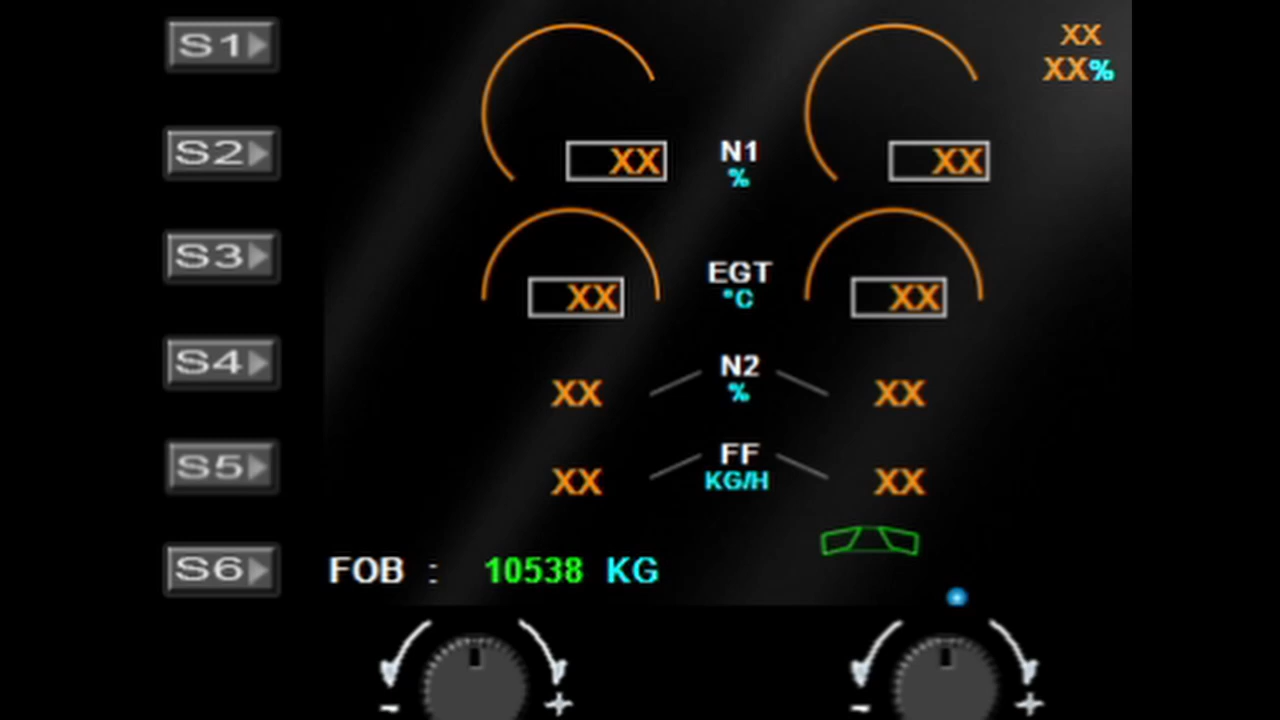 S1
XX
XX%
S2
XX N1 XX
%
S3
EGT
XX °C XX
S4
N2
XX % XX
S5
FF
XX KG/H XX
S6
FOB : 10538 KG
- + - +